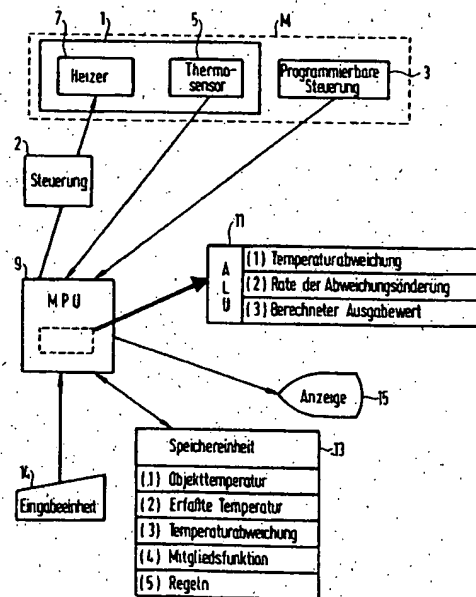 7
1
5
M
Heizer
Thermo-
sensor
Programmierbare
Steuerung
3
2
Steuerung
9
MPU
11
ALU
(1) Temperaturabweichung
(2) Rate der Abweichungsänderung
(3) Berechneter Ausgabewert
Anzeige
15
14
Eingabeeinheit
Speichereinheit
13
(1) Objekttemperatur
(2) Erfaßte Temperatur
(3) Temperaturabweichung
(4) Mitgliedsfunktion
(5) Regeln